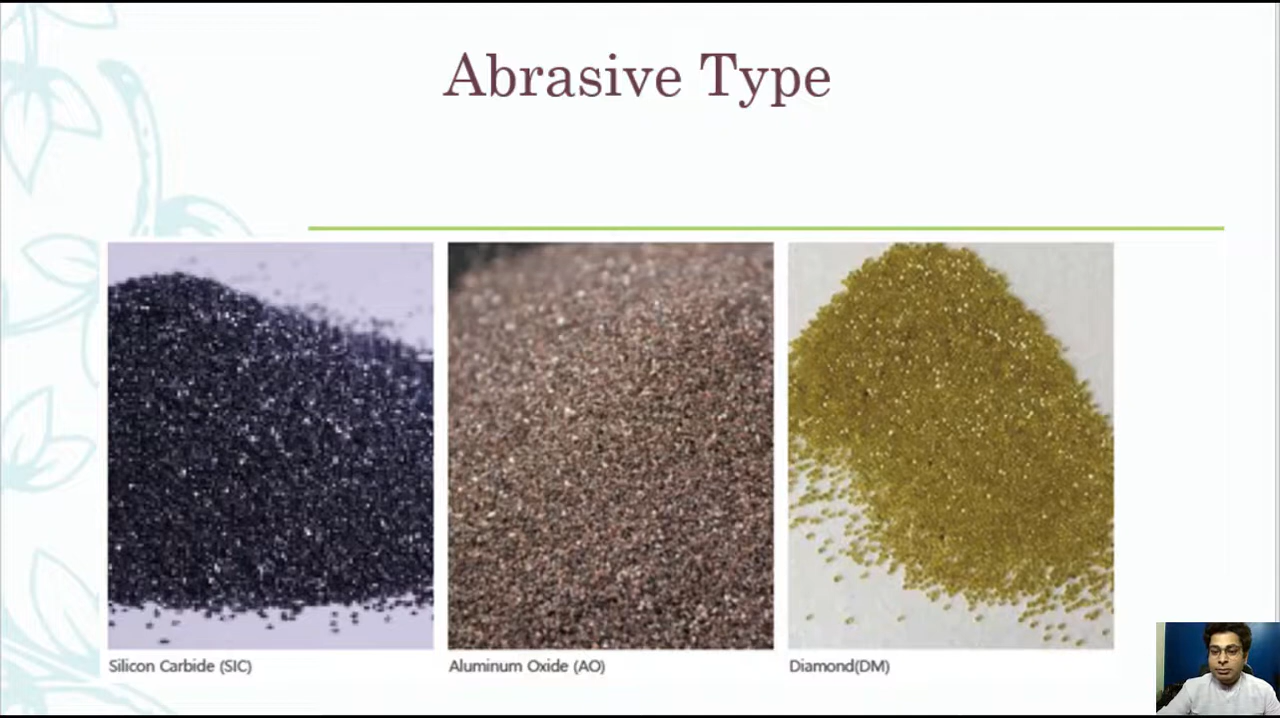 Abrasive Type
Silicon Carbide (SIC)
Aluminum Oxide (AO)
Diamond(DM)